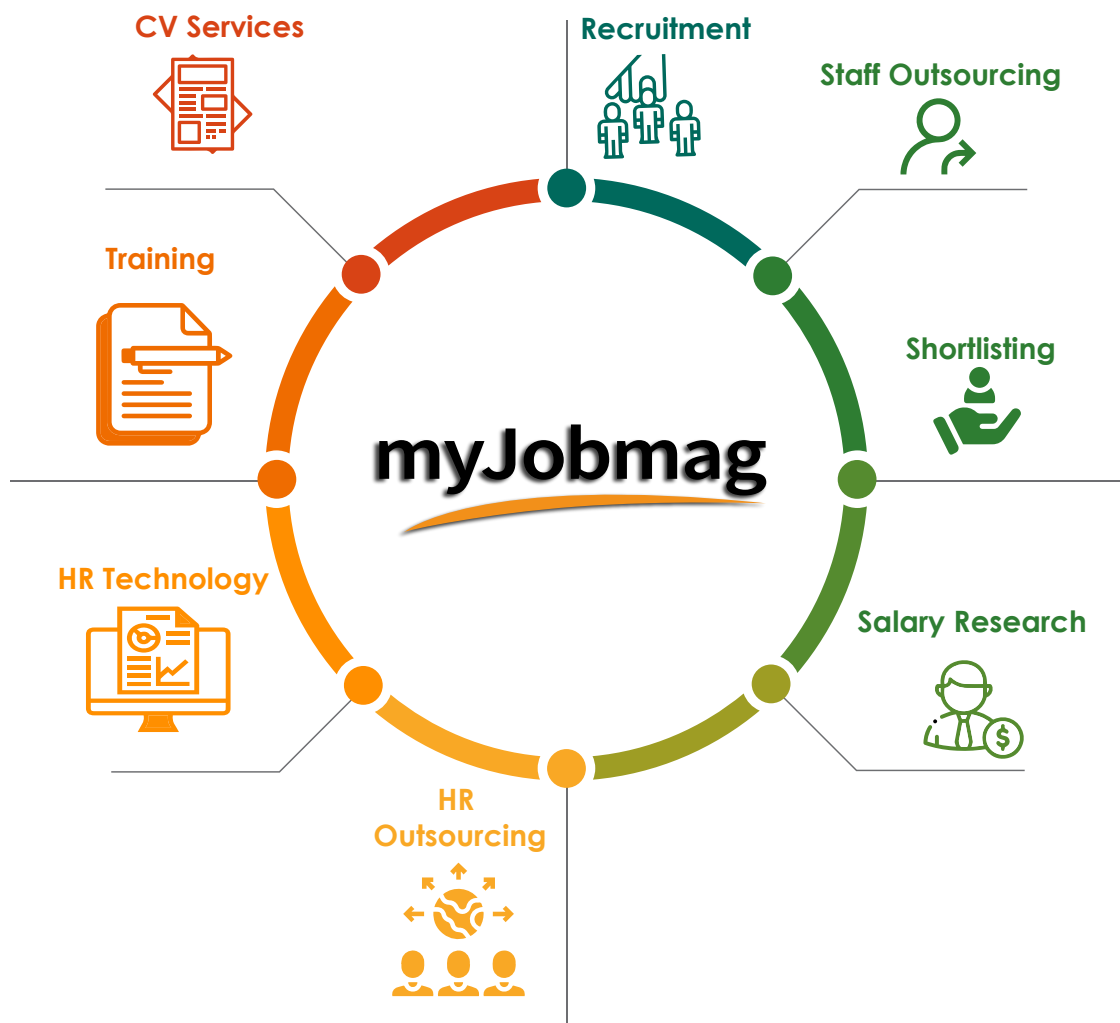 CV Services
Recruitment
Staff Outsourcing
Training
Shortlisting
myJobmag
HR Technology
Salary Research
$
HR
Outsourcing